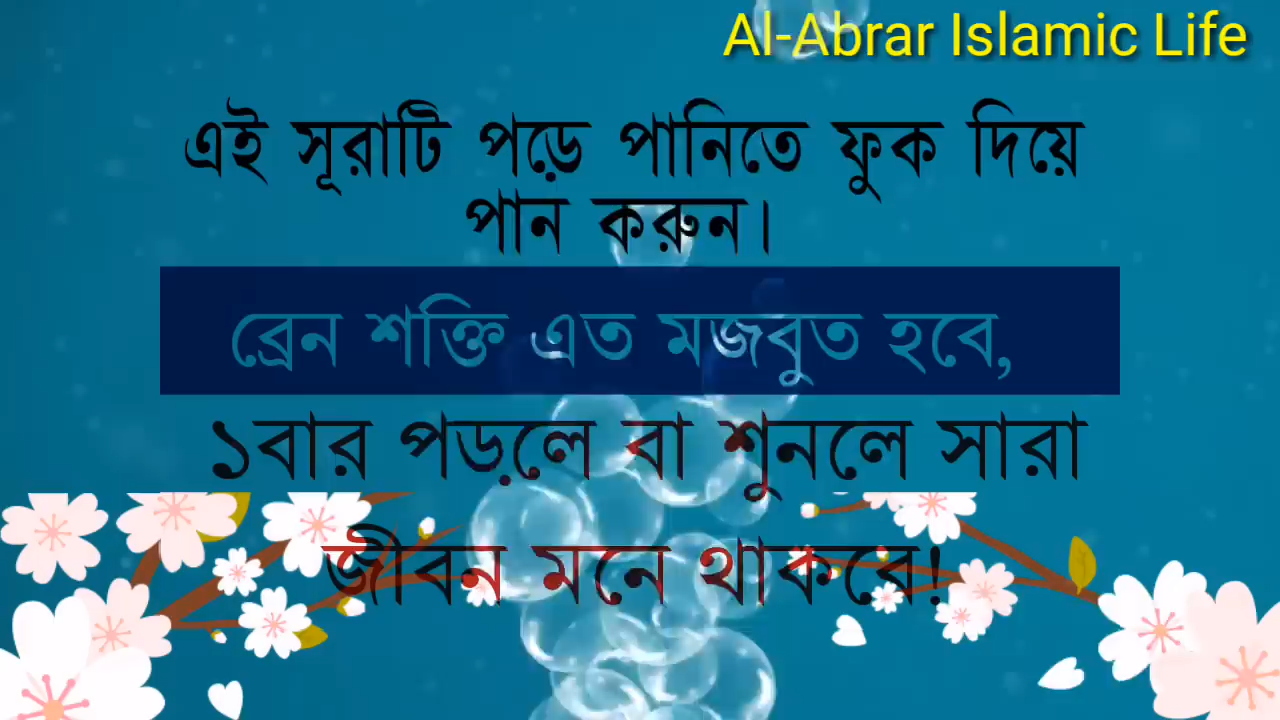 Al-Abrar Islamic Life
এই সূরাটি পড়ে পানিতে ফুক দিয়ে
পান করুন।
ব্রেন শক্তি এত মজবুত হবে,
১বার পড়লে বা শুনলে সারা
জীবন মনে থাকবে!